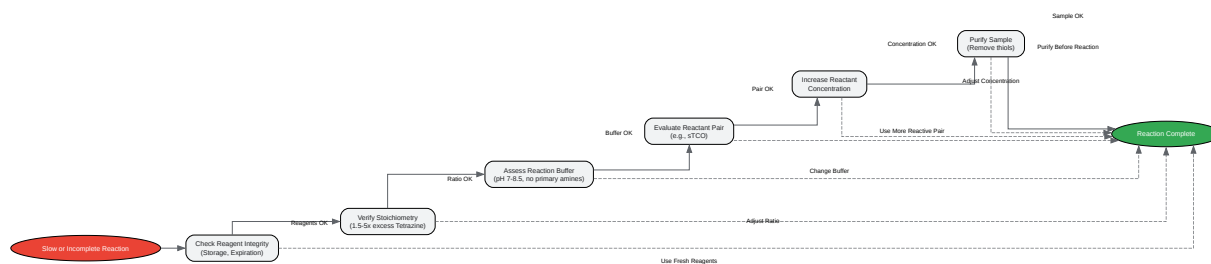 Sample OK
Purify Sample
(Remove thiols)
Concentration OK
Purify Before Reaction
Increase Reactant
Concentration
Adjust Concentration
Pair OK
Evaluate Reactant Pair
(e.g., sTCO)
Buffer OK
Use More Reactive Pair
Reaction Complete
Assess Reaction Buffer
(pH 7-8.5, no primary amines)
Ratio OK
Change Buffer
Verify Stoichiometry
(1.5-5x excess Tetrazine)
Reagents OK
Adjust Ratio
Slow or Incomplete Reaction
Check Reagent Integrity
(Storage, Expiration)
Use Fresh Reagents